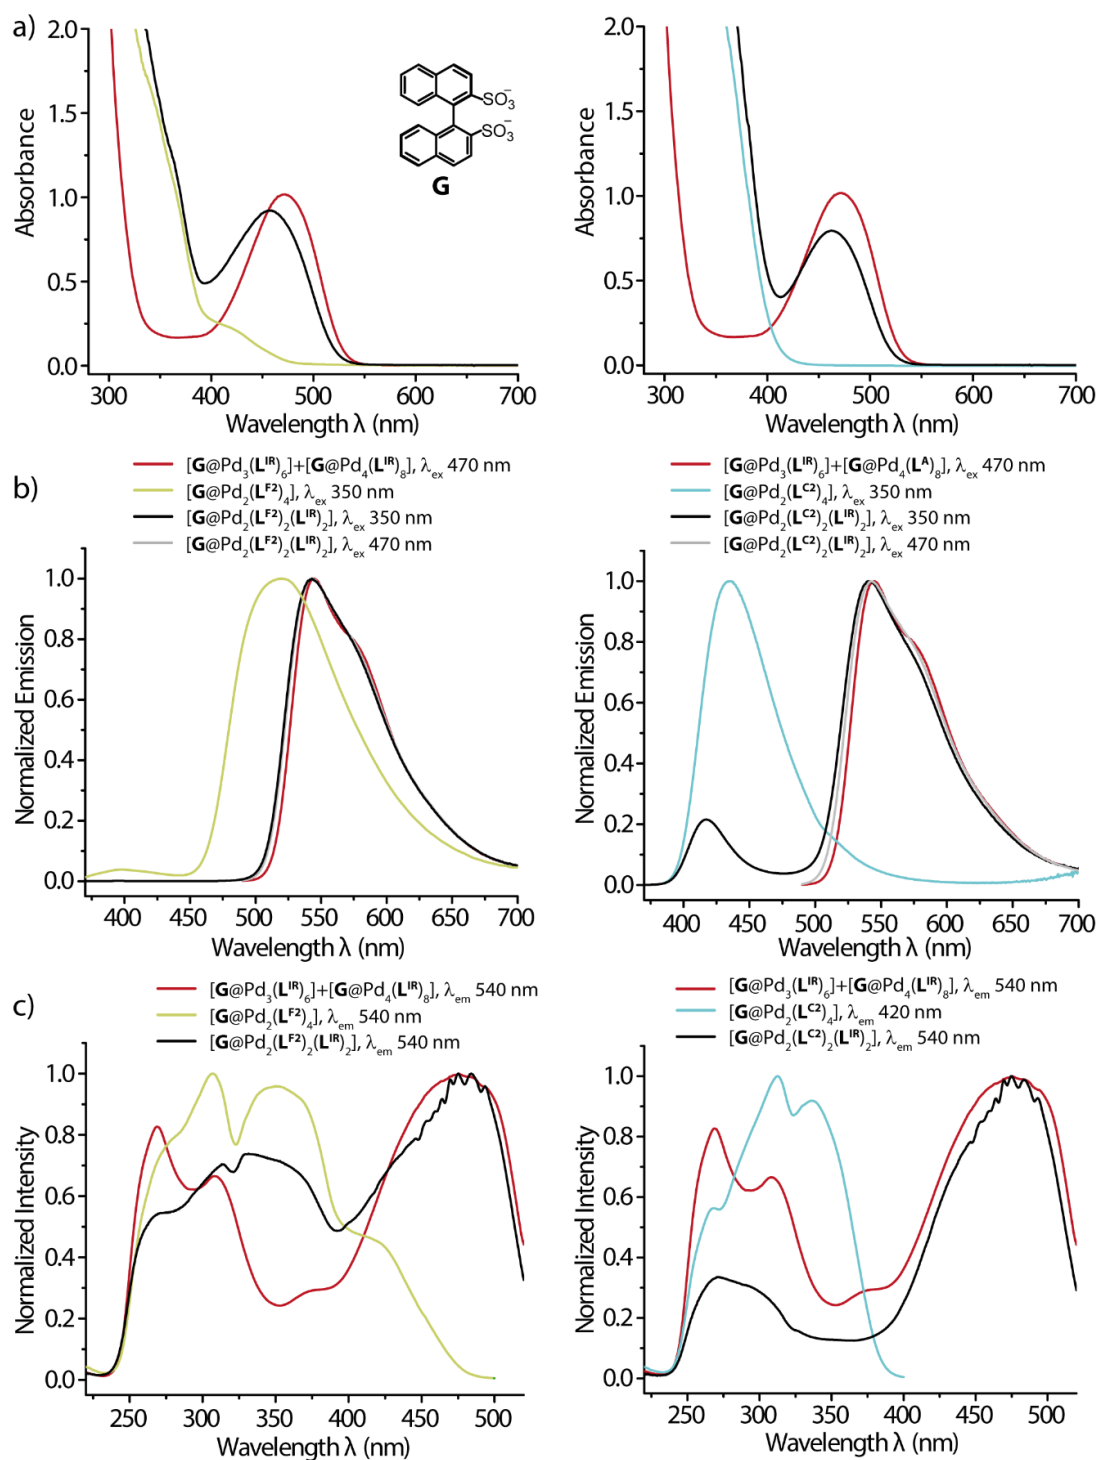 a)
2.0
1.5
1.0
0.5
0.0
Absorbance
300 400 500 600 700
Wavelength λ (nm)
SO₃⁻
SO₃⁻
G
2.0
1.5
1.0
0.5
0.0
Absorbance
300 400 500 600 700
Wavelength λ (nm)
b)
[G@Pd₃(Lᴵᴿ)₆]+[G@Pd₄(Lᴵᴿ)₈], λₑₓ 470 nm
[G@Pd₂(Lᶠ²)₄], λₑₓ 350 nm
[G@Pd₂(Lᶠ²)₂(Lᴵᴿ)₂], λₑₓ 350 nm
[G@Pd₂(Lᶠ²)₂(Lᴵᴿ)₂], λₑₓ 470 nm
1.0
0.8
0.6
0.4
0.2
0.0
Normalized Emission
400 450 500 550 600 650 700
Wavelength λ (nm)
[G@Pd₃(Lᴵᴿ)₆]+[G@Pd₄(Lᴬ)₈], λₑₓ 470 nm
[G@Pd₂(Lᶜ²)₄], λₑₓ 350 nm
[G@Pd₂(Lᶜ²)₂(Lᴵᴿ)₂], λₑₓ 350 nm
[G@Pd₂(Lᶜ²)₂(Lᴵᴿ)₂], λₑₓ 470 nm
1.0
0.8
0.6
0.4
0.2
0.0
Normalized Emission
400 450 500 550 600 650 700
Wavelength λ (nm)
c)
[G@Pd₃(Lᴵᴿ)₆]+[G@Pd₄(Lᴵᴿ)₈], λₑₘ 540 nm
[G@Pd₂(Lᶠ²)₄], λₑₘ 540 nm
[G@Pd₂(Lᶠ²)₂(Lᴵᴿ)₂], λₑₘ 540 nm
1.0
0.8
0.6
0.4
0.2
0.0
Normalized Intensity
250 300 350 400 450 500
Wavelength λ (nm)
[G@Pd₃(Lᴵᴿ)₆]+[G@Pd₄(Lᴵᴿ)₈], λₑₘ 540 nm
[G@Pd₂(Lᶜ²)₄], λₑₘ 420 nm
[G@Pd₂(Lᶜ²)₂(Lᴵᴿ)₂], λₑₘ 540 nm
1.0
0.8
0.6
0.4
0.2
0.0
Normalized Intensity
250 300 350 400 450 500
Wavelength λ (nm)